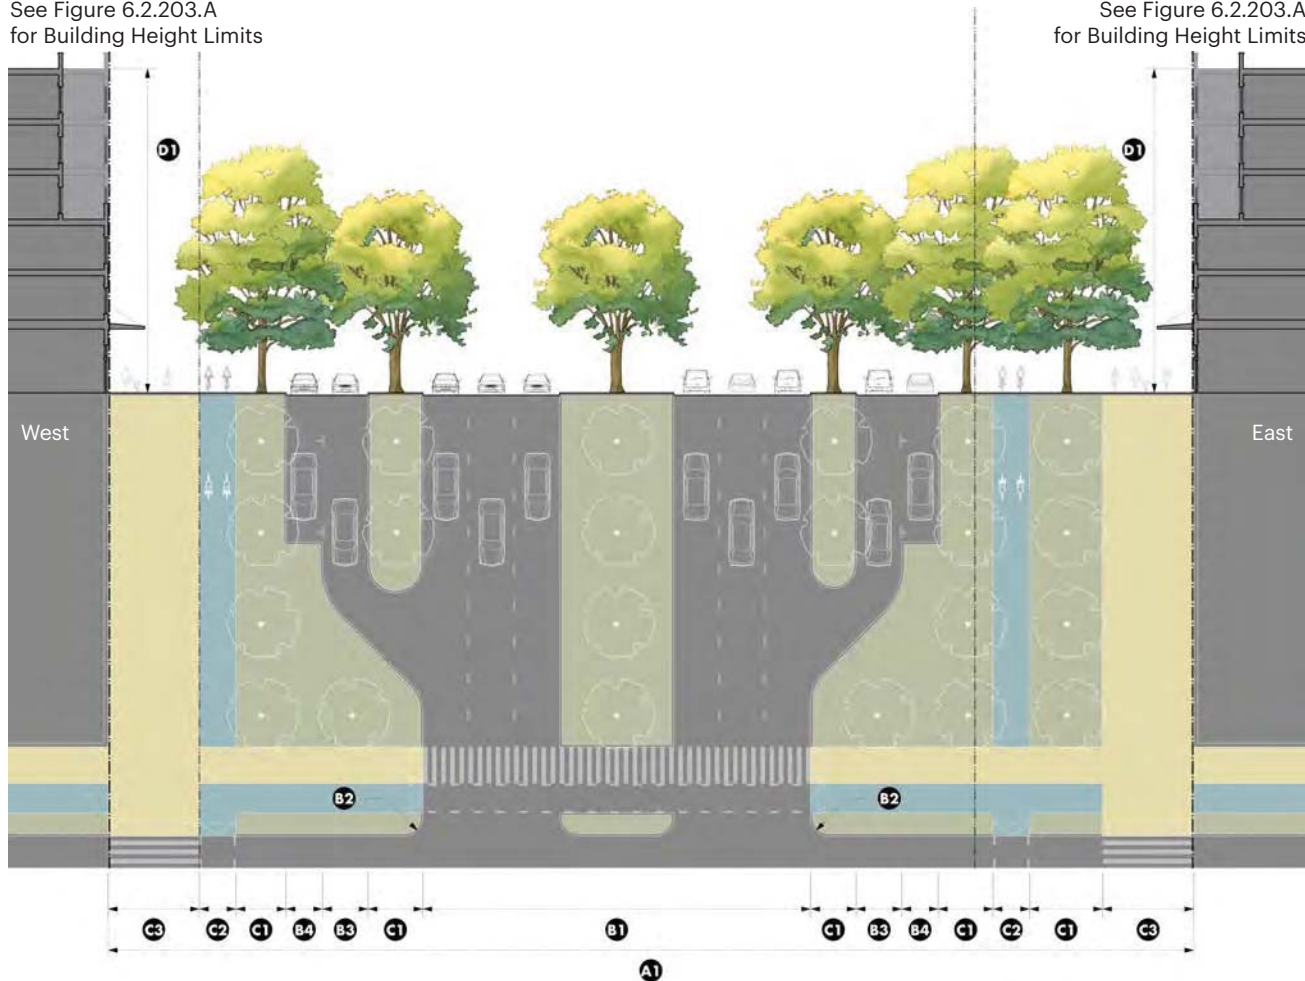 See Figure 6.2.203.A
for Building Height Limits
See Figure 6.2.203.A
for Building Height Limits
D1
D1
West
East
B2
B2
C3
C2
C1
B4
B3
C1
B1
C1
B3
B4
C1
C2
C1
C3
A1